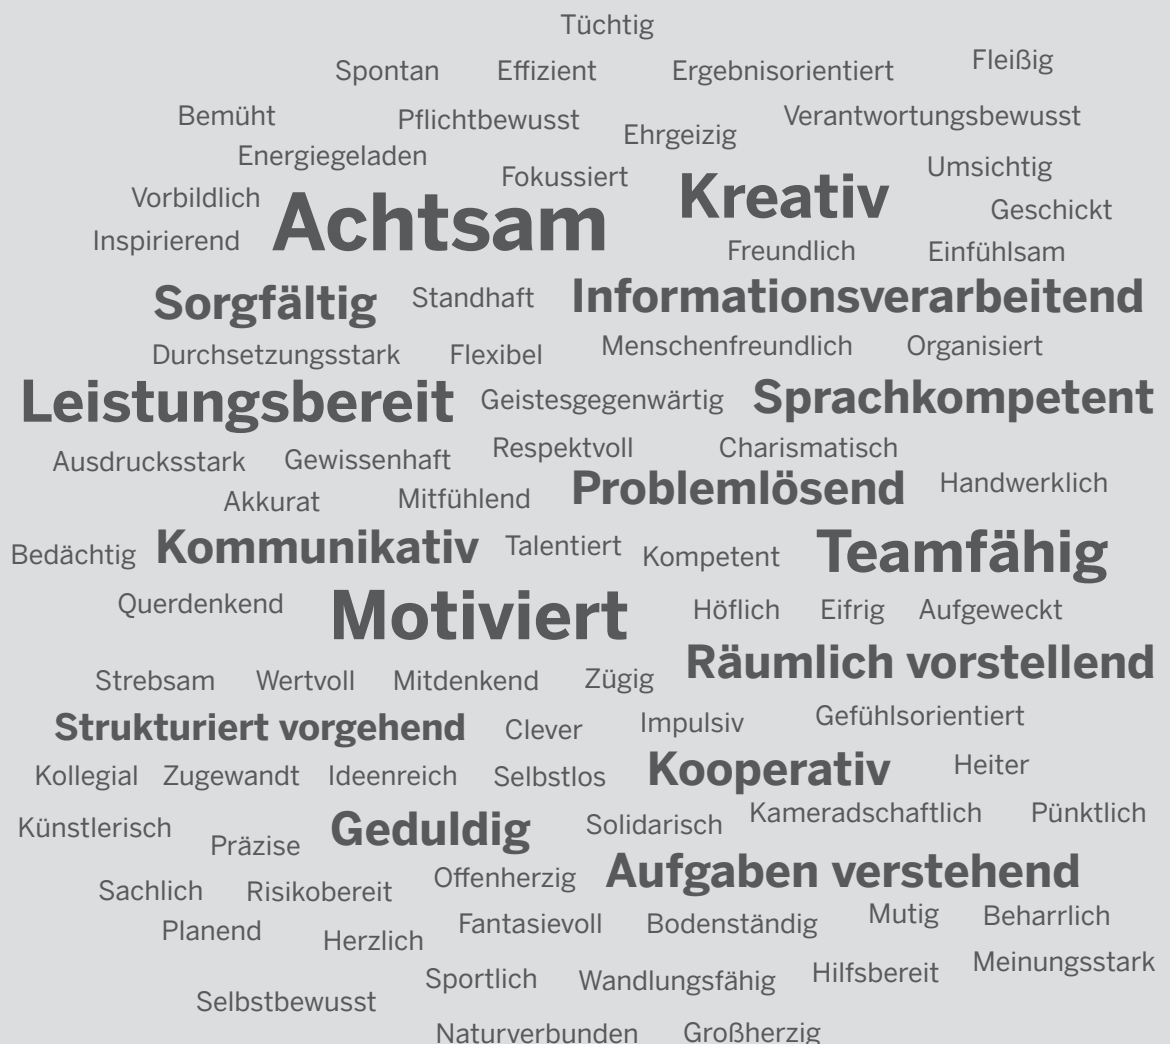 Tüchtig
Spontan Effizient Ergebnisorientiert Fleißig
Bemüht Pflichtbewusst Ehrgeizig Verantwortungsbewusst
Energiegeladen Fokussiert Umsichtig
Vorbildlich Achtsam Kreativ Geschickt
Inspirierend Freundlich Einfühlsam
Sorgfältig Standhaft Informationsverarbeitend
Durchsetzungsstark Flexibel Menschenfreundlich Organisiert
Leistungsbereit Geistesgegenwärtig Sprachkompetent
Ausdrucksstark Gewissenhaft Respektvoll Charismatisch
Akkurat Mitfühlend Problemlösend Handwerklich
Bedächtig Kommunikativ Talentiert Kompetent Teamfähig
Querdenkend Motiviert Höflich Eifrig Aufgeweckt
Strebsam Wertvoll Mitdenkend Zügig Räumlich vorstellend
Strukturiert vorgehend Clever Impulsiv Gefühlsorientiert
Kollegial Zugewandt Ideenreich Selbstlos Kooperativ Heiter
Künstlerisch Präzise Geduldig Solidarisch Kameradschaftlich Pünktlich
Sachlich Risikobereit Offenherzig Aufgaben verstehend
Planend Herzlich Fantasievoll Bodenständig Mutig Beharrlich
Sportlich Wandlungsfähig Hilfsbereit Meinungsstark
Selbstbewusst
Naturverbunden Großherzig